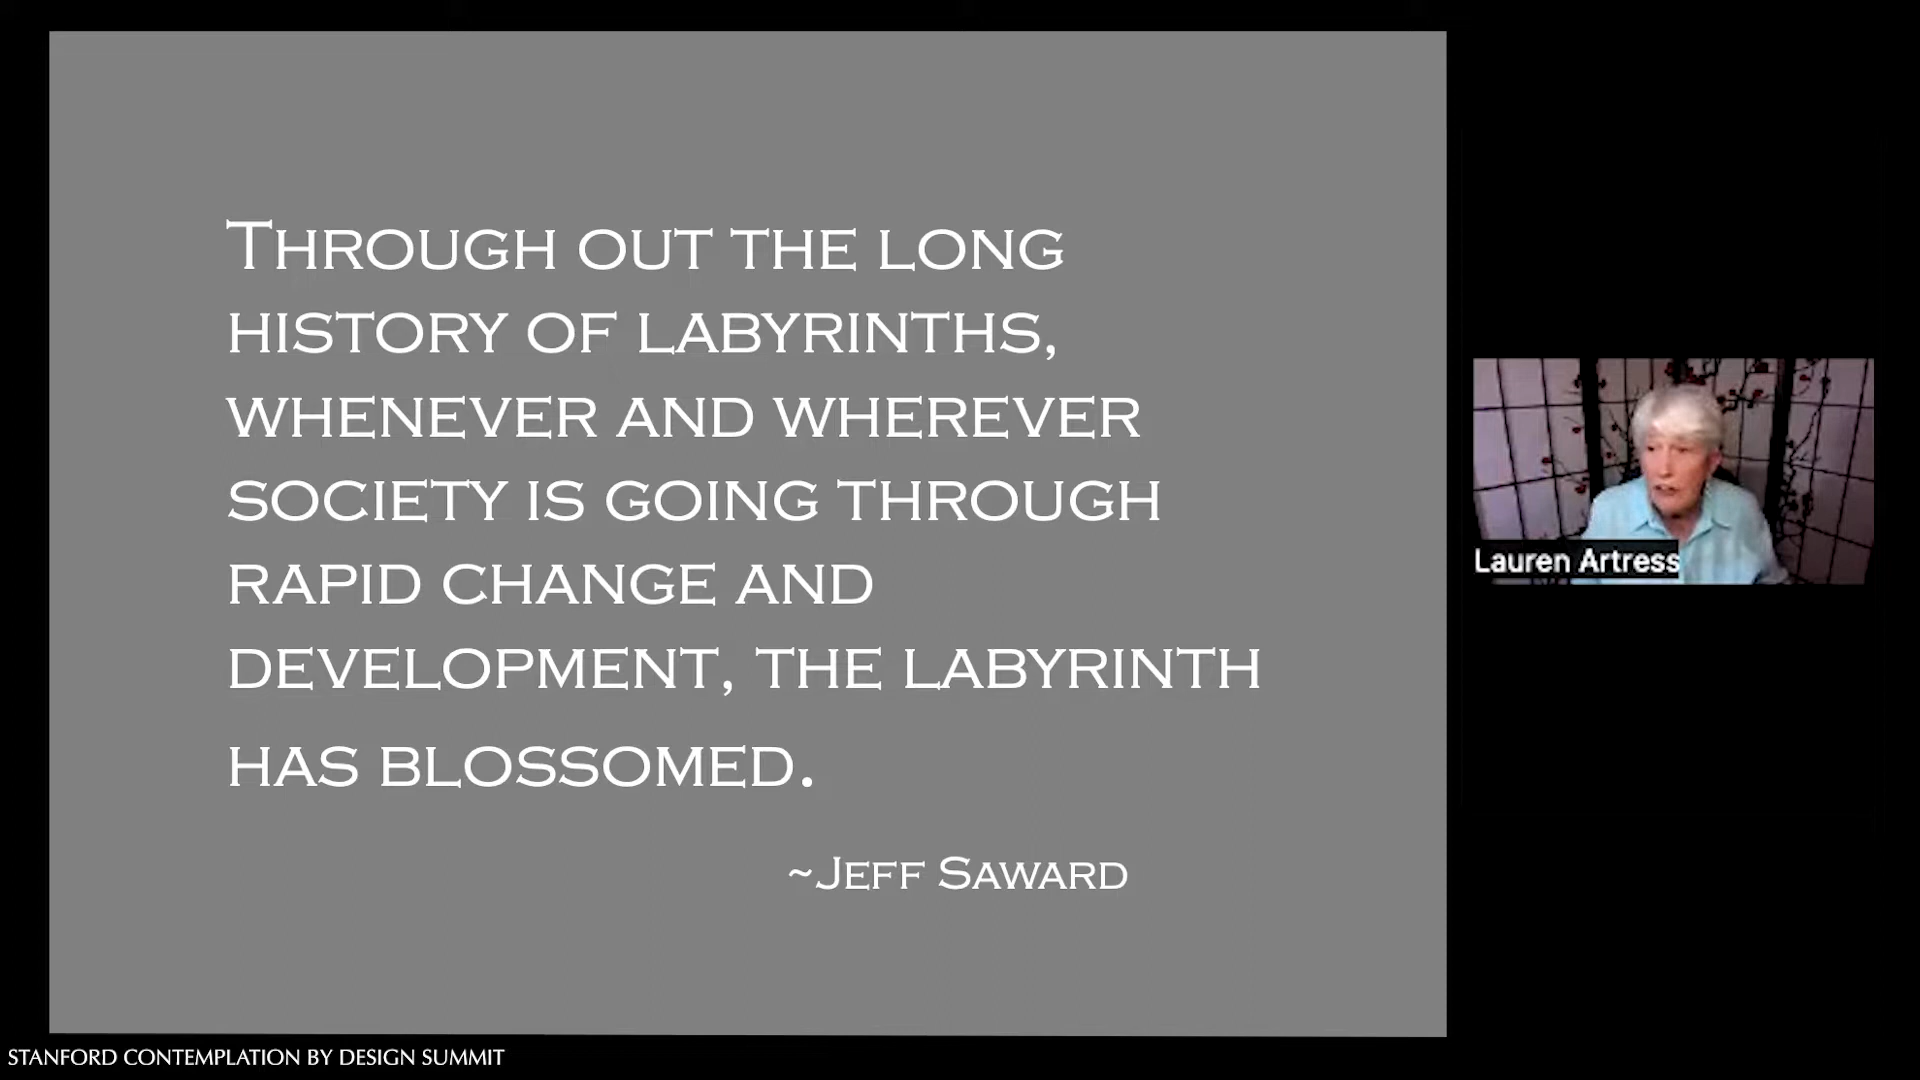 THROUGH OUT THE LONG
HISTORY OF LABYRINTHS,
WHENEVER AND WHEREVER
SOCIETY IS GOING THROUGH
RAPID CHANGE AND
DEVELOPMENT, THE LABYRINTH
HAS BLOSSOMED.
~JEFF SAWARD
Lauren Artress
STANFORD CONTEMPLATION BY DESIGN SUMMIT